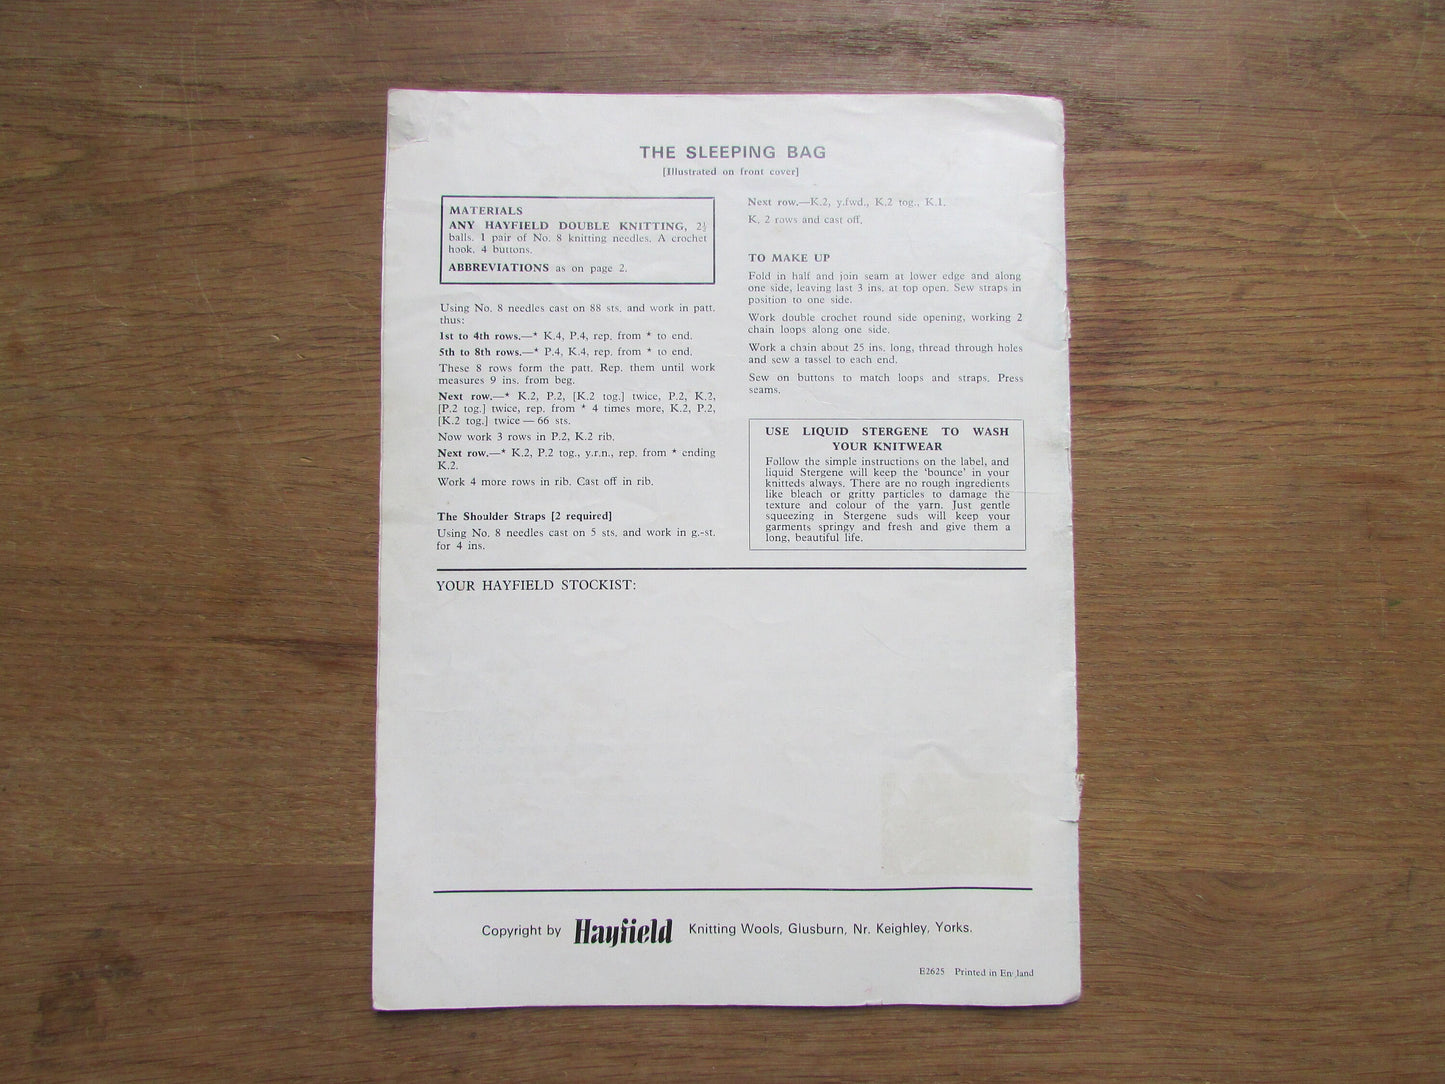 THE SLEEPING BAG
[Illustrated on front cover]
MATERIALS
ANY HAYFIELD DOUBLE KNITTING, 2½
balls. 1 pair of No. 8 knitting needles. A crochet
hook. 4 buttons.
ABBREVIATIONS as on page 2.
Using No. 8 needles cast on 88 sts. and work in patt.
thus:
1st to 4th rows.—* K.4, P.4, rep. from * to end.
5th to 8th rows.—* P.4, K.4, rep. from * to end.
These 8 rows form the patt. Rep. them until work
measures 9 ins. from beg.
Next row.—* K.2, P.2, [K.2 tog.] twice, P.2, K.2,
[P.2 tog.] twice, rep. from * 4 times more, K.2, P.2,
[K.2 tog.] twice — 66 sts.
Now work 3 rows in P.2, K.2 rib.
Next row.—* K.2, P.2 tog., y.r.n., rep. from * ending
K.2.
Work 4 more rows in rib. Cast off in rib.
The Shoulder Straps [2 required]
Using No. 8 needles cast on 5 sts. and work in g.-st.
for 4 ins.
Next row.—K.2, y.fwd., K.2 tog., K.1.
K. 2 rows and cast off.
TO MAKE UP
Fold in half and join seam at lower edge and along
one side, leaving last 3 ins. at top open. Sew straps in
position to one side.
Work double crochet round side opening, working 2
chain loops along one side.
Work a chain about 25 ins. long, thread through holes
and sew a tassel to each end.
Sew on buttons to match loops and straps. Press
seams.
USE LIQUID STERGENE TO WASH
YOUR KNITWEAR
Follow the simple instructions on the label, and
liquid Stergene will keep the 'bounce' in your
knitteds always. There are no rough ingredients
like bleach or gritty particles to damage the
texture and colour of the yarn. Just gentle
squeezing in Stergene suds will keep your
garments springy and fresh and give them a
long, beautiful life.
YOUR HAYFIELD STOCKIST:
Copyright by Hayfield Knitting Wools, Glusburn, Nr. Keighley, Yorks.
E2625 Printed in England